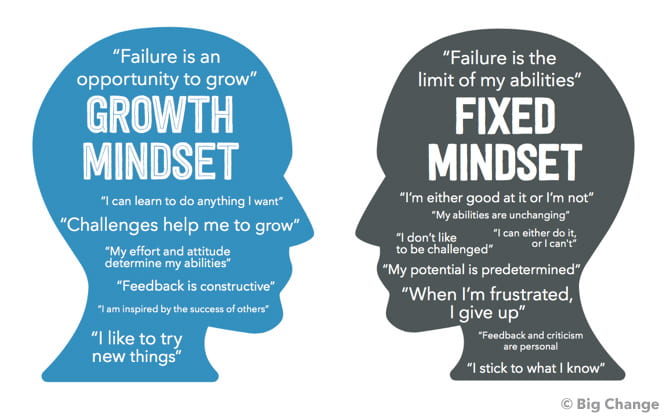 “Failure is an
opportunity to grow”
GROWTH
MINDSET
“I can learn to do anything I want”
“Challenges help me to grow”
“My effort and attitude
determine my abilities”
“Feedback is constructive”
“I am inspired by the success of others”
“I like to try
new things”
“Failure is the
limit of my abilities”
FIXED
MINDSET
“I’m either good at it or I’m not”
“My abilities are unchanging”
“I don’t like
to be challenged”
“I can either do it,
or I can’t”
“My potential is predetermined”
“When I’m frustrated,
I give up”
“Feedback and criticism
are personal
“I stick to what I know”
© Big Change